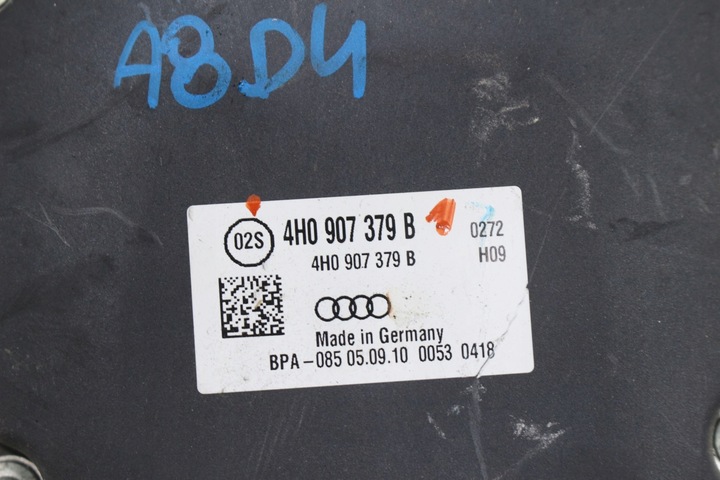 A8D4
02S 4H0 907 379 B 0272
4H0 907 379 B H09
Made in Germany
BPA-085 05.09.10 0053 0418